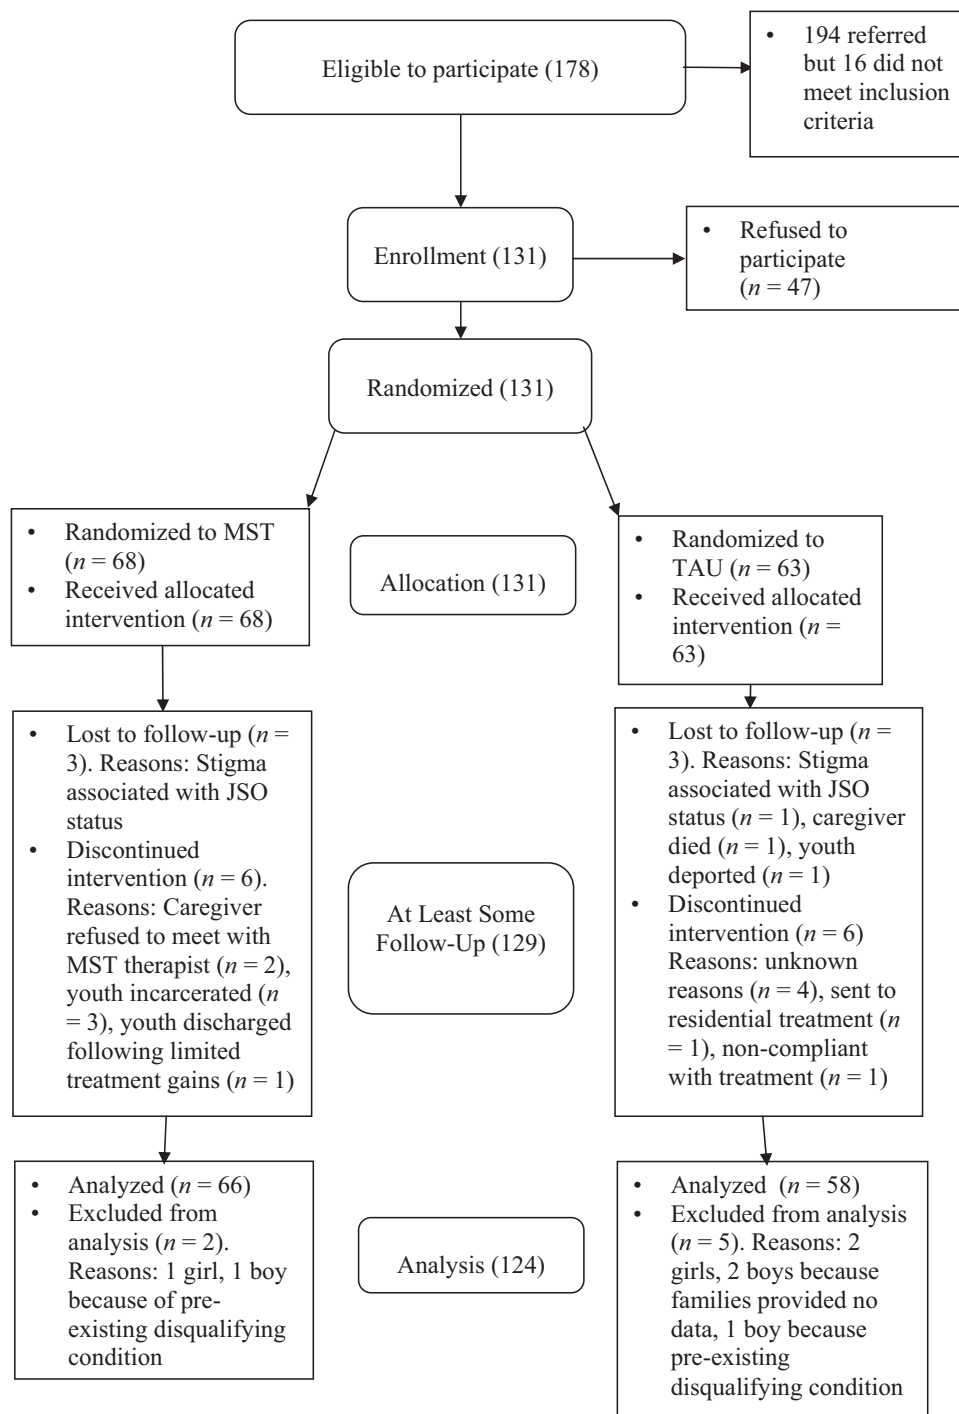 Eligible to participate (178)
• 194 referred
but 16 did not
meet inclusion
criteria
Enrollment (131)
• Refused to
participate
(n = 47)
Randomized (131)
• Randomized to MST
(n = 68)
• Received allocated
intervention (n = 68)
Allocation (131)
• Randomized to
TAU (n = 63)
• Received allocated
intervention (n =
63)
• Lost to follow-up (n =
3). Reasons: Stigma
associated with JSO
status
• Discontinued
intervention (n = 6).
Reasons: Caregiver
refused to meet with
MST therapist (n = 2),
youth incarcerated (n
= 3), youth discharged
following limited
treatment gains (n = 1)
At Least Some
Follow-Up (129)
• Lost to follow-up (n =
3). Reasons: Stigma
associated with JSO
status (n = 1), caregiver
died (n = 1), youth
deported (n = 1)
• Discontinued
intervention (n = 6)
Reasons: unknown
reasons (n = 4), sent to
residential treatment (n
= 1), non-compliant
with treatment (n = 1)
• Analyzed (n = 66)
• Excluded from
analysis (n = 2).
Reasons: 1 girl, 1 boy
because of pre-
existing disqualifying
condition
Analysis (124)
• Analyzed (n = 58)
• Excluded from analysis
(n = 5). Reasons: 2
girls, 2 boys because
families provided no
data, 1 boy because
pre-existing
disqualifying condition